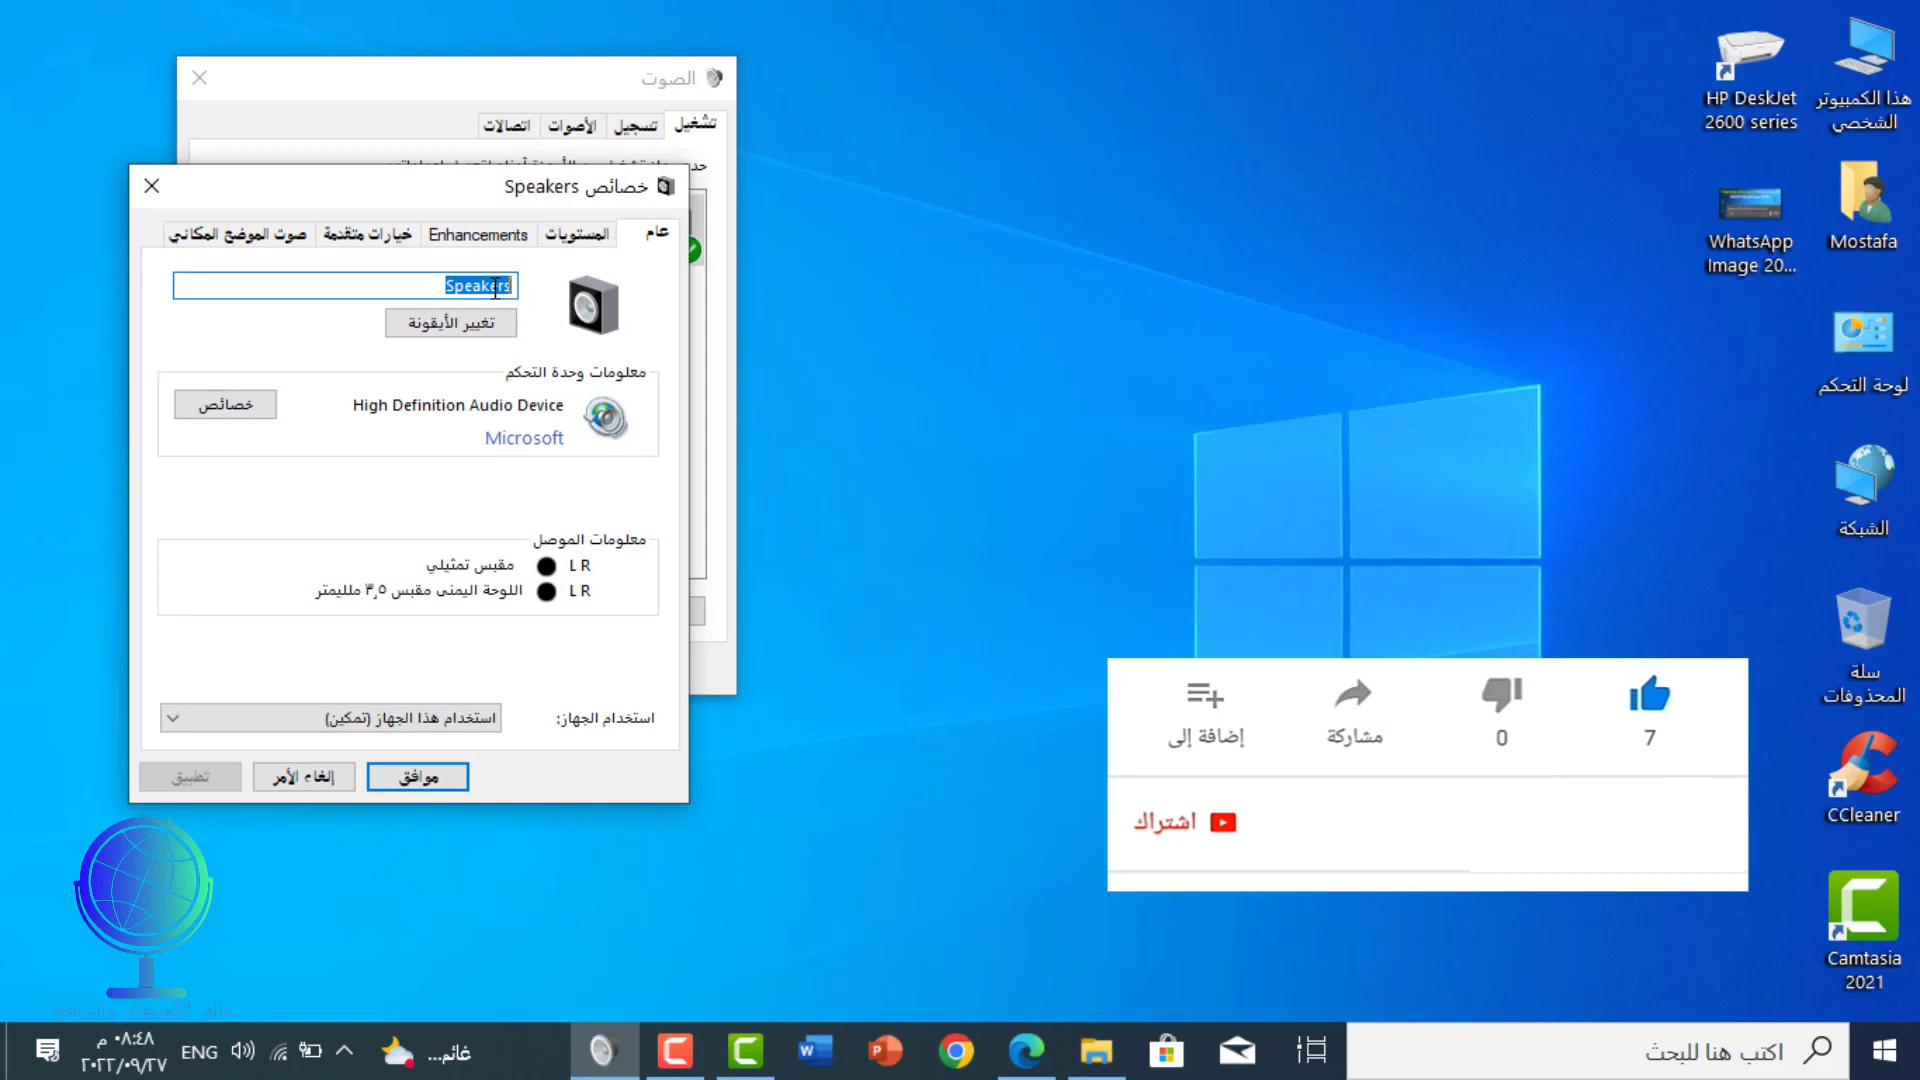 الصوت
تشغيل
تسجيل
الأصوات
اتصالات
خصائص Speakers
عام
المستويات
Enhancements
خيارات متقدمة
صوت الموضع المكاني
Speakers
تغيير الأيقونة
معلومات وحدة التحكم
High Definition Audio Device
خصائص
Microsoft
معلومات الموصل
L R مقبس تمثيلي
L R اللوحة اليمنى مقبس ٣,٥ ملليمتر
استخدام الجهاز:
استخدام هذا الجهاز (تمكين)
موافق
إلغاء الأمر
تطبيق
هذا الكمبيوتر
الشخصي
HP DeskJet
2600 series
Mostafa
WhatsApp
Image 20...
لوحة التحكم
الشبكة
سلة
المحذوفات
CCleaner
Camtasia
2021
7
0
مشاركة
إضافة إلى
اشتراك
اكتب هنا للبحث
غائم...
ENG
٠٨:٤٨ م
٢٠٢٢/٠٩/٢٧